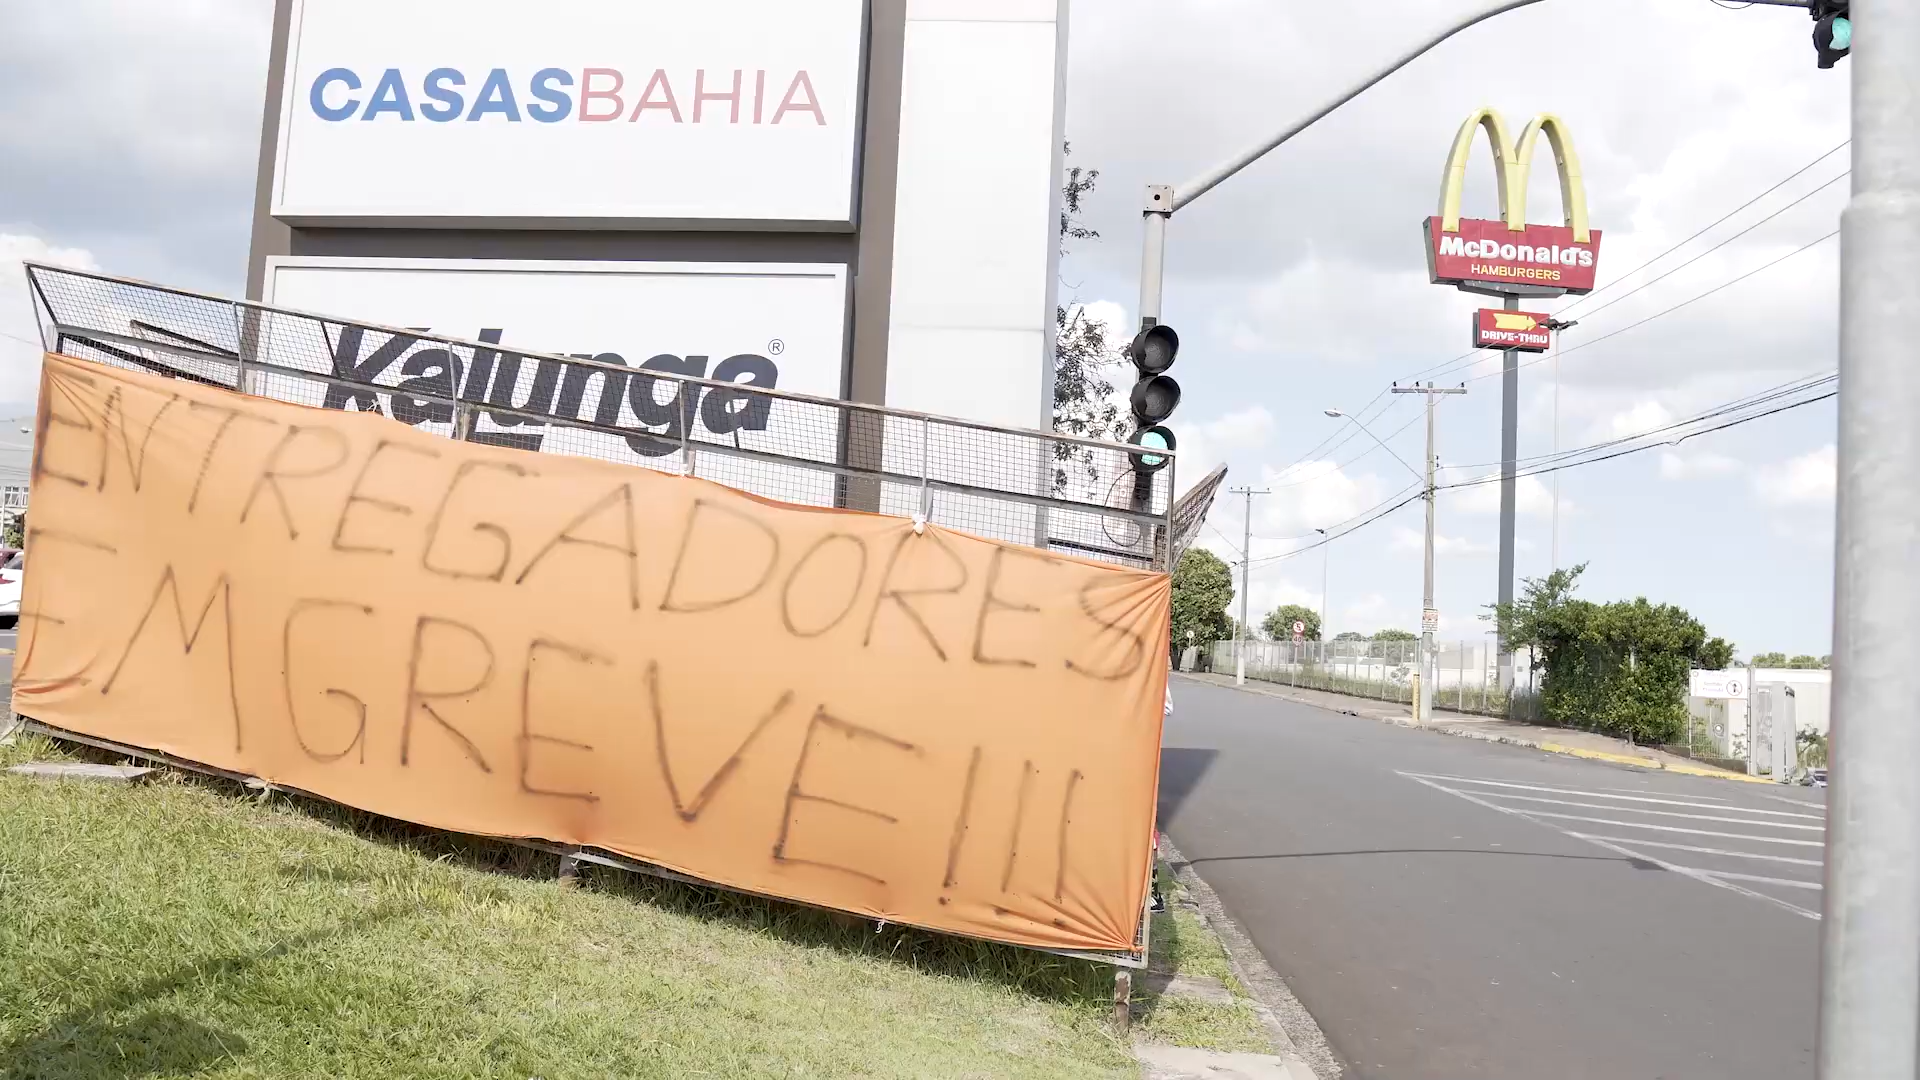 CASASBAHIA
Kalunga®
ENTREGADORES
EM GREVE!!!
McDonald's
HAMBURGERS
DRIVE-THRU